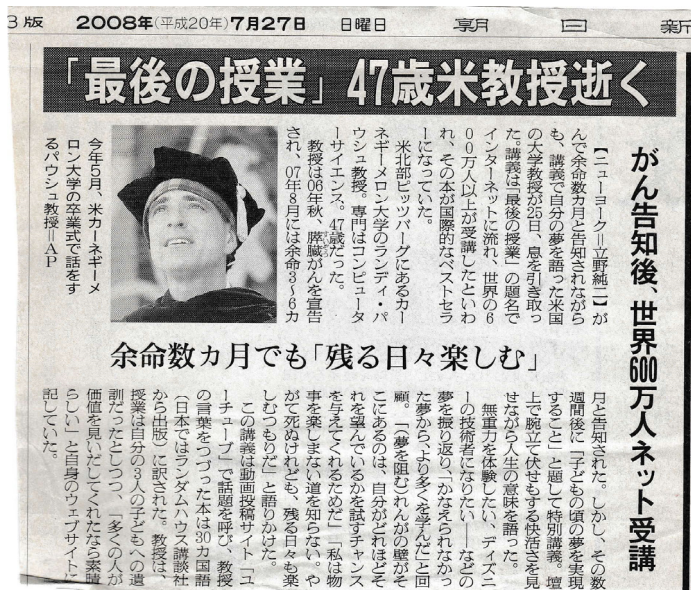 3版 2008年(平成20年)7月27日 日曜日 朝日新
「最後の授業」47歳米教授逝く
がん告知後、世界600万人ネット受講
【ニューヨーク=立野純二】が
んで余命数カ月と告知されながら
も、講義で自分の夢を語った米国
の大学教授が25日、息を引き取っ
た。講義は「最後の授業」の題名で
インターネットに流れ、世界の6
00万人以上が受講したといわ
れ、その本が国際的なベストセラ
ーになっていた。
米北部ピッツバーグにあるカー
ネギーメロン大学のランディ・パ
ウシュ教授。専門はコンピュータ
ーサイエンス。47歳だった。
教授は06年秋、膵臓がんを宣告
され、07年8月には余命3〜6カ
今年5月、米カーネギーメ
ロン大学の卒業式で話をす
るパウシュ教授=AP
余命数カ月でも「残る日々楽しむ」
月と告知された。しかし、その数
週間後に「子どもの頃の夢を実現
すること」と題して特別講義。壇
上で腕立て伏せもする快活さを見
せながら人生の意味を語った。
無重力を体験したい、ディズニ
ーの技術者になりたい――などの
夢を振り返り、「かなえられなかっ
た夢から、より多くを学んだ」と回
顧。「(夢を阻む)れんがの壁がそ
こにあるのは、自分がどれほどそ
れを望んでいるかを試すチャンス
を与えてくれるためだ」「私は物
事を楽しまない道を知らない。や
がて死ぬけれども、残る日々も楽
しむつもりだ」と語りかけた。
この講義は動画投稿サイト「ユ
ーチューブ」で話題を呼び、教授
の言葉をつづった本は30カ国語
(日本ではランダムハウス講談社
から出版)に訳された。教授は、
授業は自分の3人の子どもへの遺
訓だったとしつつ、「多くの人が
価値を見いだしてくれたなら素晴
らしい」と自身のウェブサイトに
記していた。